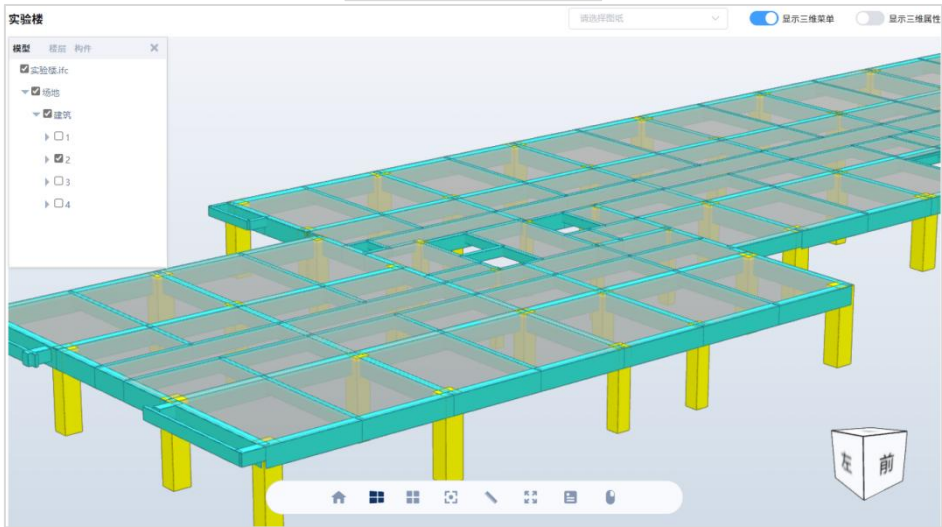 实验楼
请选择图纸
显示三维菜单
显示三维属性
模型 楼层 构件
实验楼.ifc
场地
建筑
1
2
3
4
左 前